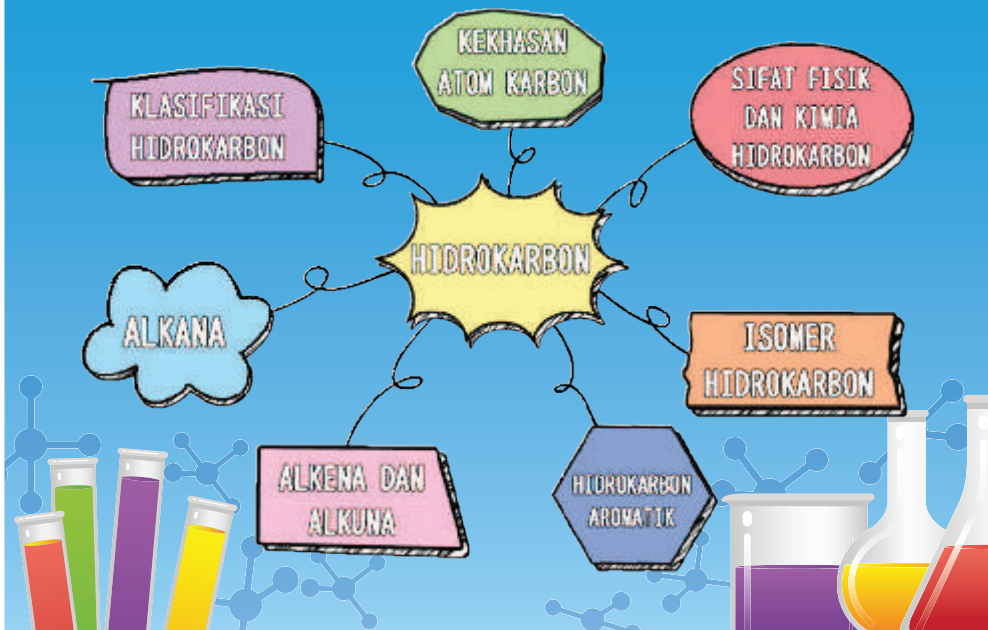 KEKHASAN
ATOM KARBON
KLASIFIKASI
HIDROKARBON
SIFAT FISIK
DAN KIMIA
HIDROKARBON
HIDROKARBON
ALKANA
ISOMER
HIDROKARBON
ALKENA DAN
ALKUNA
HIDROKARBON
AROMATIK